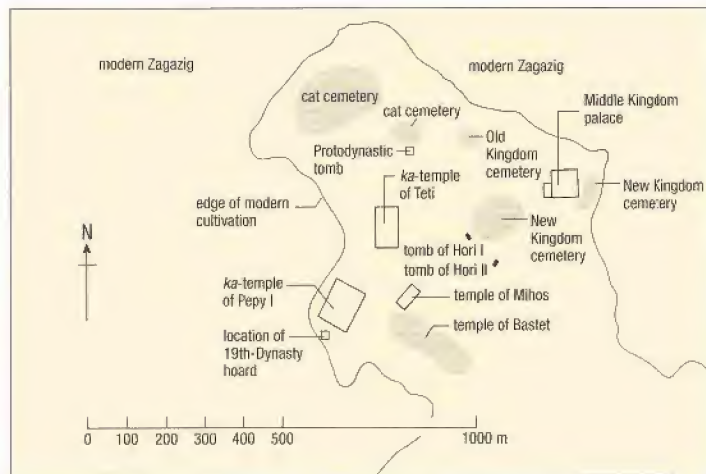 modern Zagazig
modern Zagazig
cat cemetery
cat cemetery
Middle Kingdom
palace
Protodynastic
tomb
Old
Kingdom
cemetery
ka-temple
of Teti
New Kingdom
cemetery
edge of modern
cultivation
New
Kingdom
cemetery
N
tomb of Hori I
tomb of Hori II
ka-temple
of Pepy I
temple of Mihos
location of
19th-Dynasty
hoard
temple of Bastet
0 100 200 300 400 500 1000 m